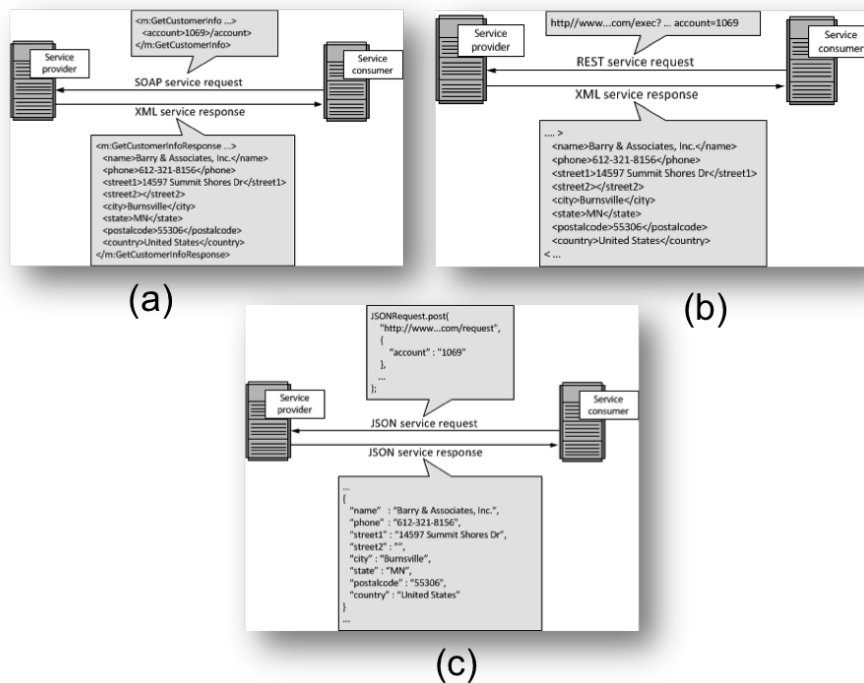 <m:GetCustomerInfo ...>
<account>1069>/account>
</m:GetCustomerInfo>
Service
provider
Service
consumer
SOAP service request
XML service response
<m:GetCustomerInfoResponse ...>
<name>Barry & Associates, Inc.</name>
<phone>612-321-8156</phone>
<street1>14597 Summit Shores Dr</street1>
<street2></street2>
<city>Burnsville</city>
<state>MN</state>
<postalcode>55306</postalcode>
<country>United States</country>
</m:GetCustomerInfoResponse>
(a)
http//www...com/exec? ... account=1069
Service
provider
Service
consumer
REST service request
XML service response
.... >
<name>Barry & Associates, Inc.</name>
<phone>612-321-8156</phone>
<street1>14597 Summit Shores Dr</street1>
<street2></street2>
<city>Burnsville</city>
<state>MN</state>
<postalcode>55306</postalcode>
<country>United States</country>
< ...
(b)
JSONRequest.post(
"http://www...com/request",
{
"account" : "1069"
},
...
);
Service
provider
Service
consumer
JSON service request
JSON service response
...
{
"name" : "Barry & Associates, Inc.",
"phone" : "612-321-8156",
"street1" : "14597 Summit Shores Dr",
"street2" : "",
"city" : "Burnsville",
"state" : "MN",
"postalcode" : "55306",
"country" : "United States"
}
...
(c)